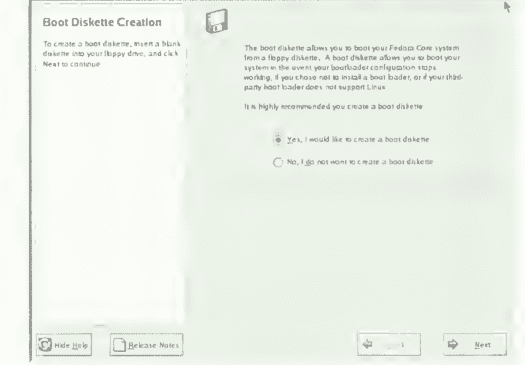 Boot Diskette Creation
To create a boot diskette, insert a blank
diskette into your floppy drive, and click
Next to continue
The boot diskette allows you to boot your Fedora Core system
from a floppy diskette. A boot diskette allows you to boot your
system in the event your bootloader configuration stops
working, if you chose not to install a boot loader, or if your third-
party boot loader does not support Linux
It is highly recommended you create a boot diskette
Yes, I would like to create a boot diskette
No, I do not want to create a boot diskette
Hide Help
Release Notes
Next